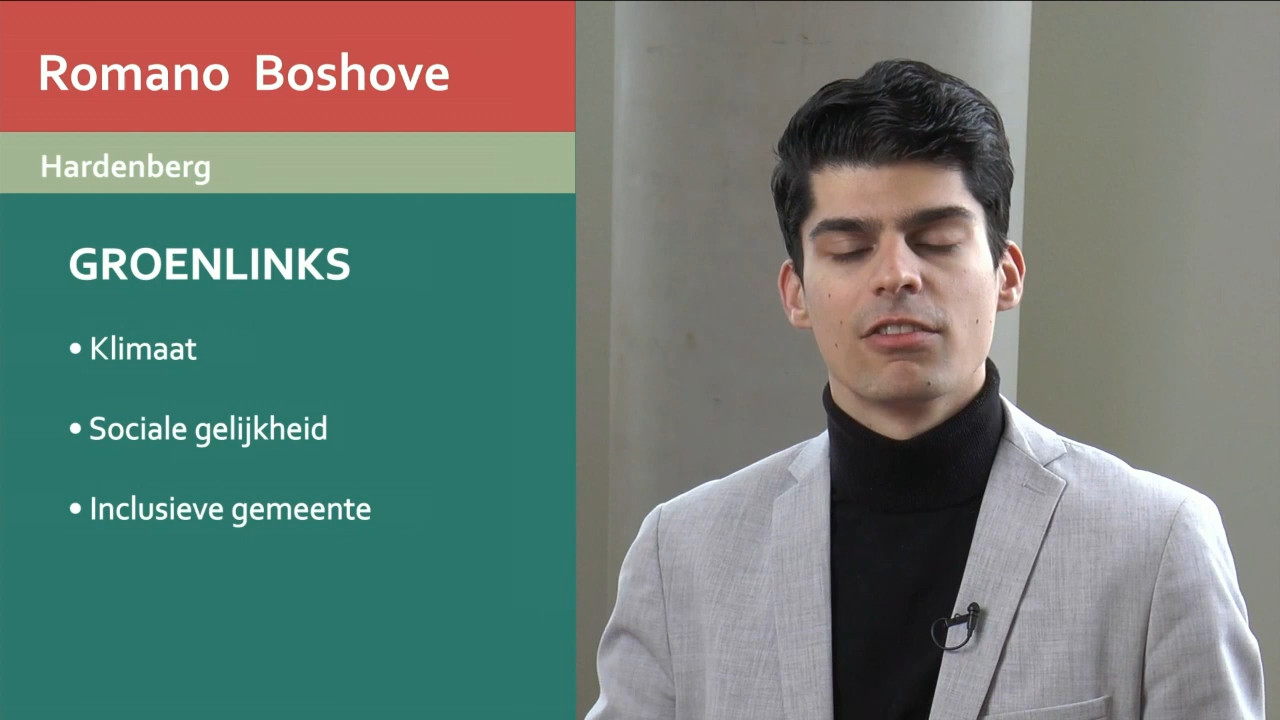 Romano Boshove
Hardenberg
GROENLINKS
• Klimaat
• Sociale gelijkheid
• Inclusieve gemeente